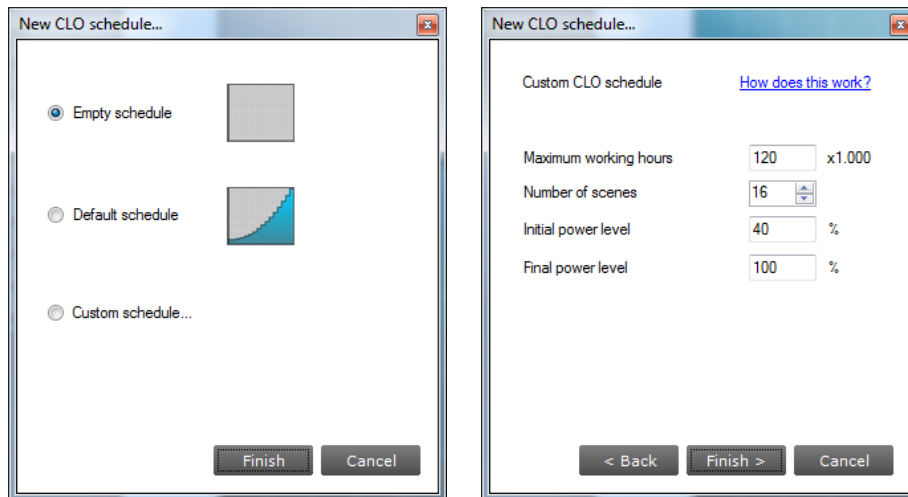 New CLO schedule...
Empty schedule
Default schedule
Custom schedule...
Finish
Cancel
New CLO schedule...
Custom CLO schedule
How does this work?
Maximum working hours 120 x1.000
Number of scenes 16
Initial power level 40 %
Final power level 100 %
< Back
Finish >
Cancel